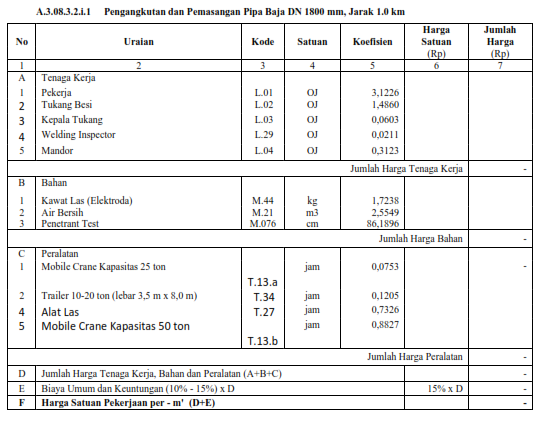 A.3.08.3.2.i.1 Pengangkutan dan Pemasangan Pipa Baja DN 1800 mm, Jarak 1.0 km
No Uraian Kode Satuan Koefisien Harga Satuan (Rp) Jumlah Harga (Rp)
1 2 3 4 5 6 7
A Tenaga Kerja
1 Pekerja L.01 OJ 3,1226
2 Tukang Besi L.02 OJ 1,4860
3 Kepala Tukang L.03 OJ 0,0603
4 Welding Inspector L.29 OJ 0,0211
5 Mandor L.04 OJ 0,3123
Jumlah Harga Tenaga Kerja -
B Bahan
1 Kawat Las (Elektroda) M.44 kg 1,7238
2 Air Bersih M.21 m3 2,5549
3 Penetrant Test M.076 cm 86,1896
Jumlah Harga Bahan -
C Peralatan
1 Mobile Crane Kapasitas 25 ton T.13.a jam 0,0753 -
2 Trailer 10-20 ton (lebar 3,5 m x 8,0 m) T.34 jam 0,1205
4 Alat Las T.27 jam 0,7326
5 Mobile Crane Kapasitas 50 ton T.13.b jam 0,8827
Jumlah Harga Peralatan -
D Jumlah Harga Tenaga Kerja, Bahan dan Peralatan (A+B+C) -
E Biaya Umum dan Keuntungan (10% - 15%) x D 15% x D -
F Harga Satuan Pekerjaan per - m' (D+E) -